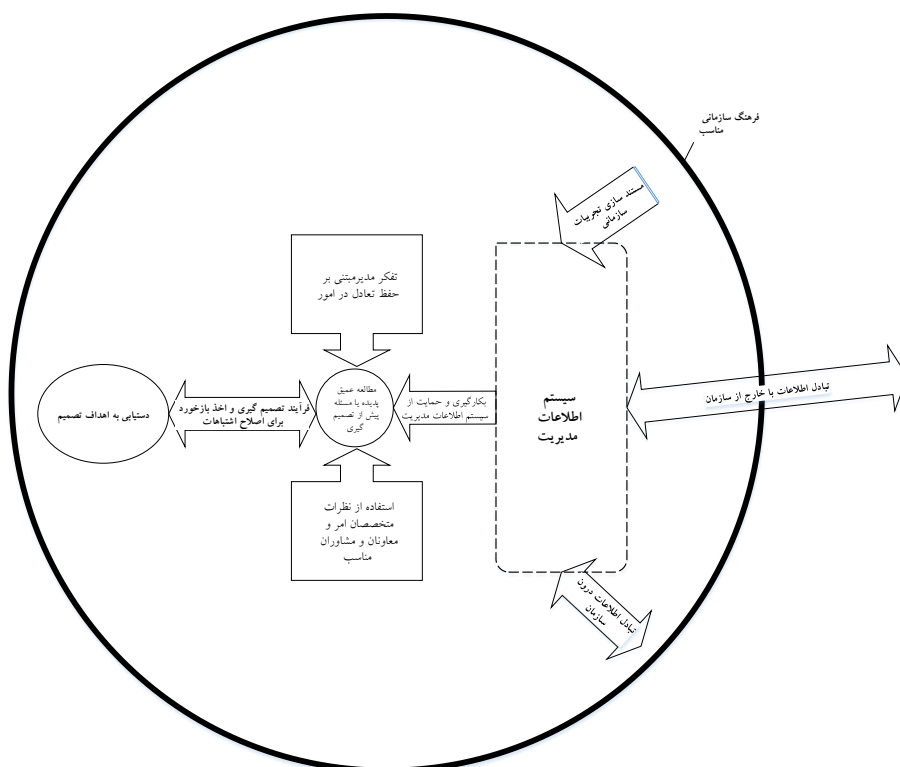 فرهنگ سازمانی
مناسب
مستند سازی تجربیات
سازمانی
تفکر مدیرمبتنی بر
حفظ تعادل در امور
سیستم
اطلاعات
مدیریت
تبادل اطلاعات با خارج از سازمان
بکارگیری و حمایت از
سیستم اطلاعات مدیریت
مطالعه عمیق
پدیده یا مسئله
پیش از تصمیم
گیری
فرآیند تصمیم گیری و اخذ بازخورد
برای اصلاح اشتباهات
دستیابی به اهداف تصمیم
استفاده از نظرات
متخصصان امر و
معاونان و مشاوران
مناسب
تبادل اطلاعات درون
سازمان